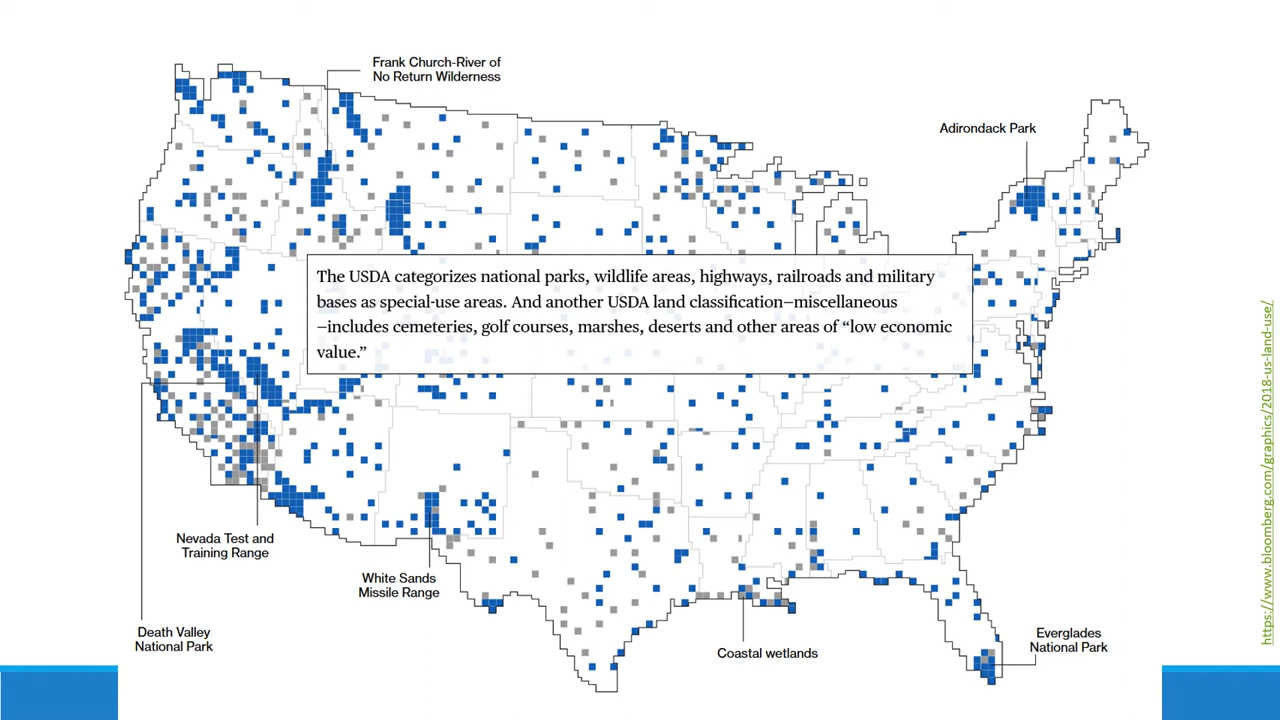 Frank Church-River of
No Return Wilderness
Adirondack Park
The USDA categorizes national parks, wildlife areas, highways, railroads and military
bases as special-use areas. And another USDA land classification—miscellaneous
—includes cemeteries, golf courses, marshes, deserts and other areas of “low economic
value.”
Nevada Test and
Training Range
White Sands
Missile Range
Death Valley
National Park
Coastal wetlands
Everglades
National Park
https://www.bloomberg.com/graphics/2018-us-land-use/